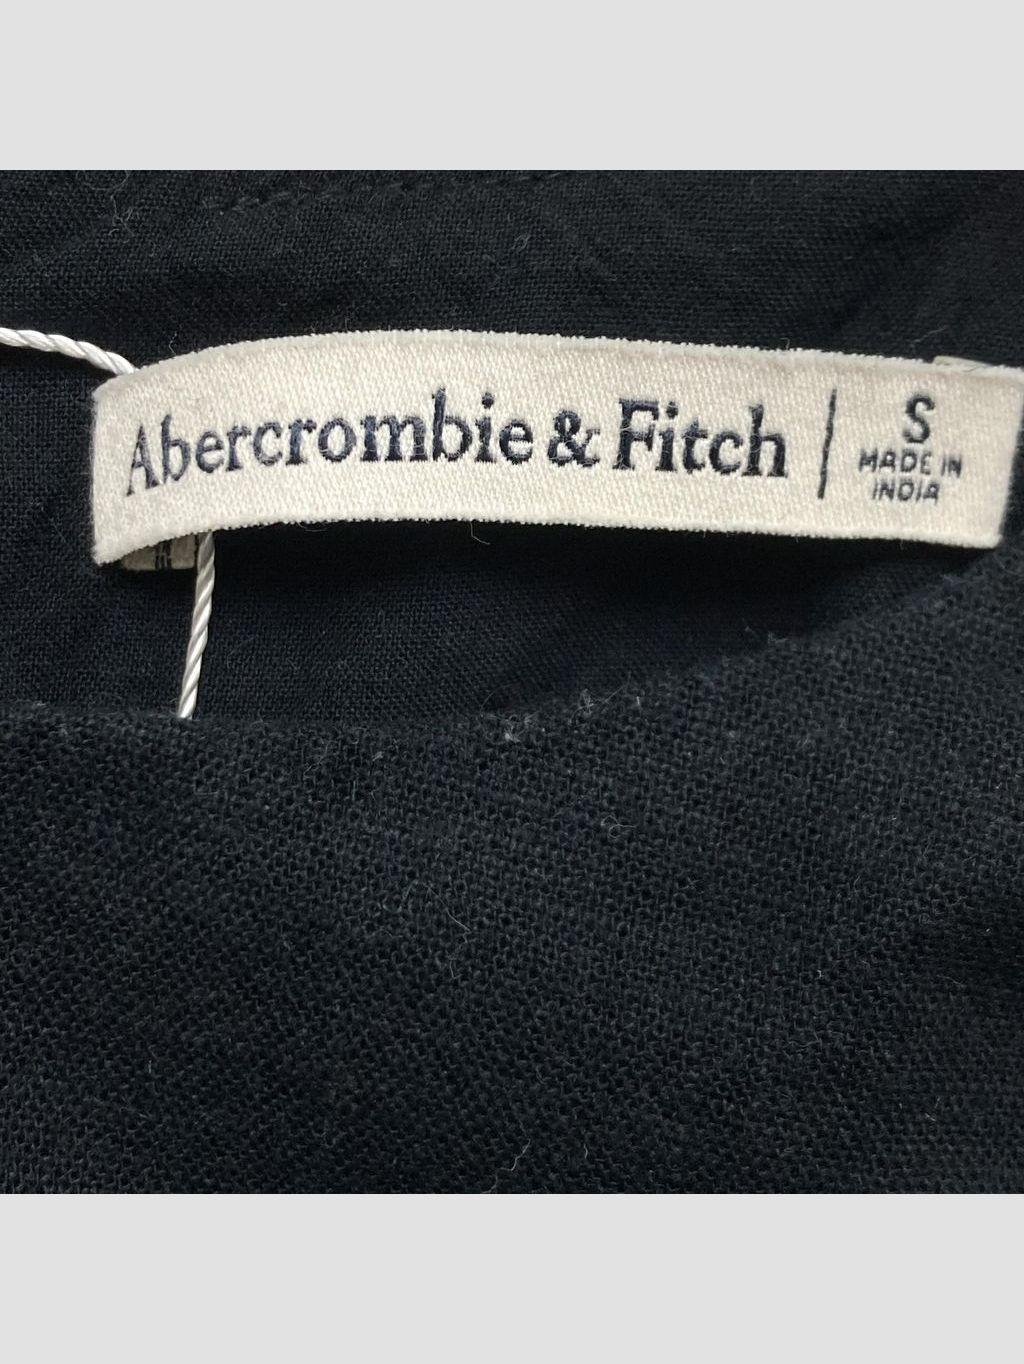 Abercrombie & Fitch
S
MADE IN
INDIA